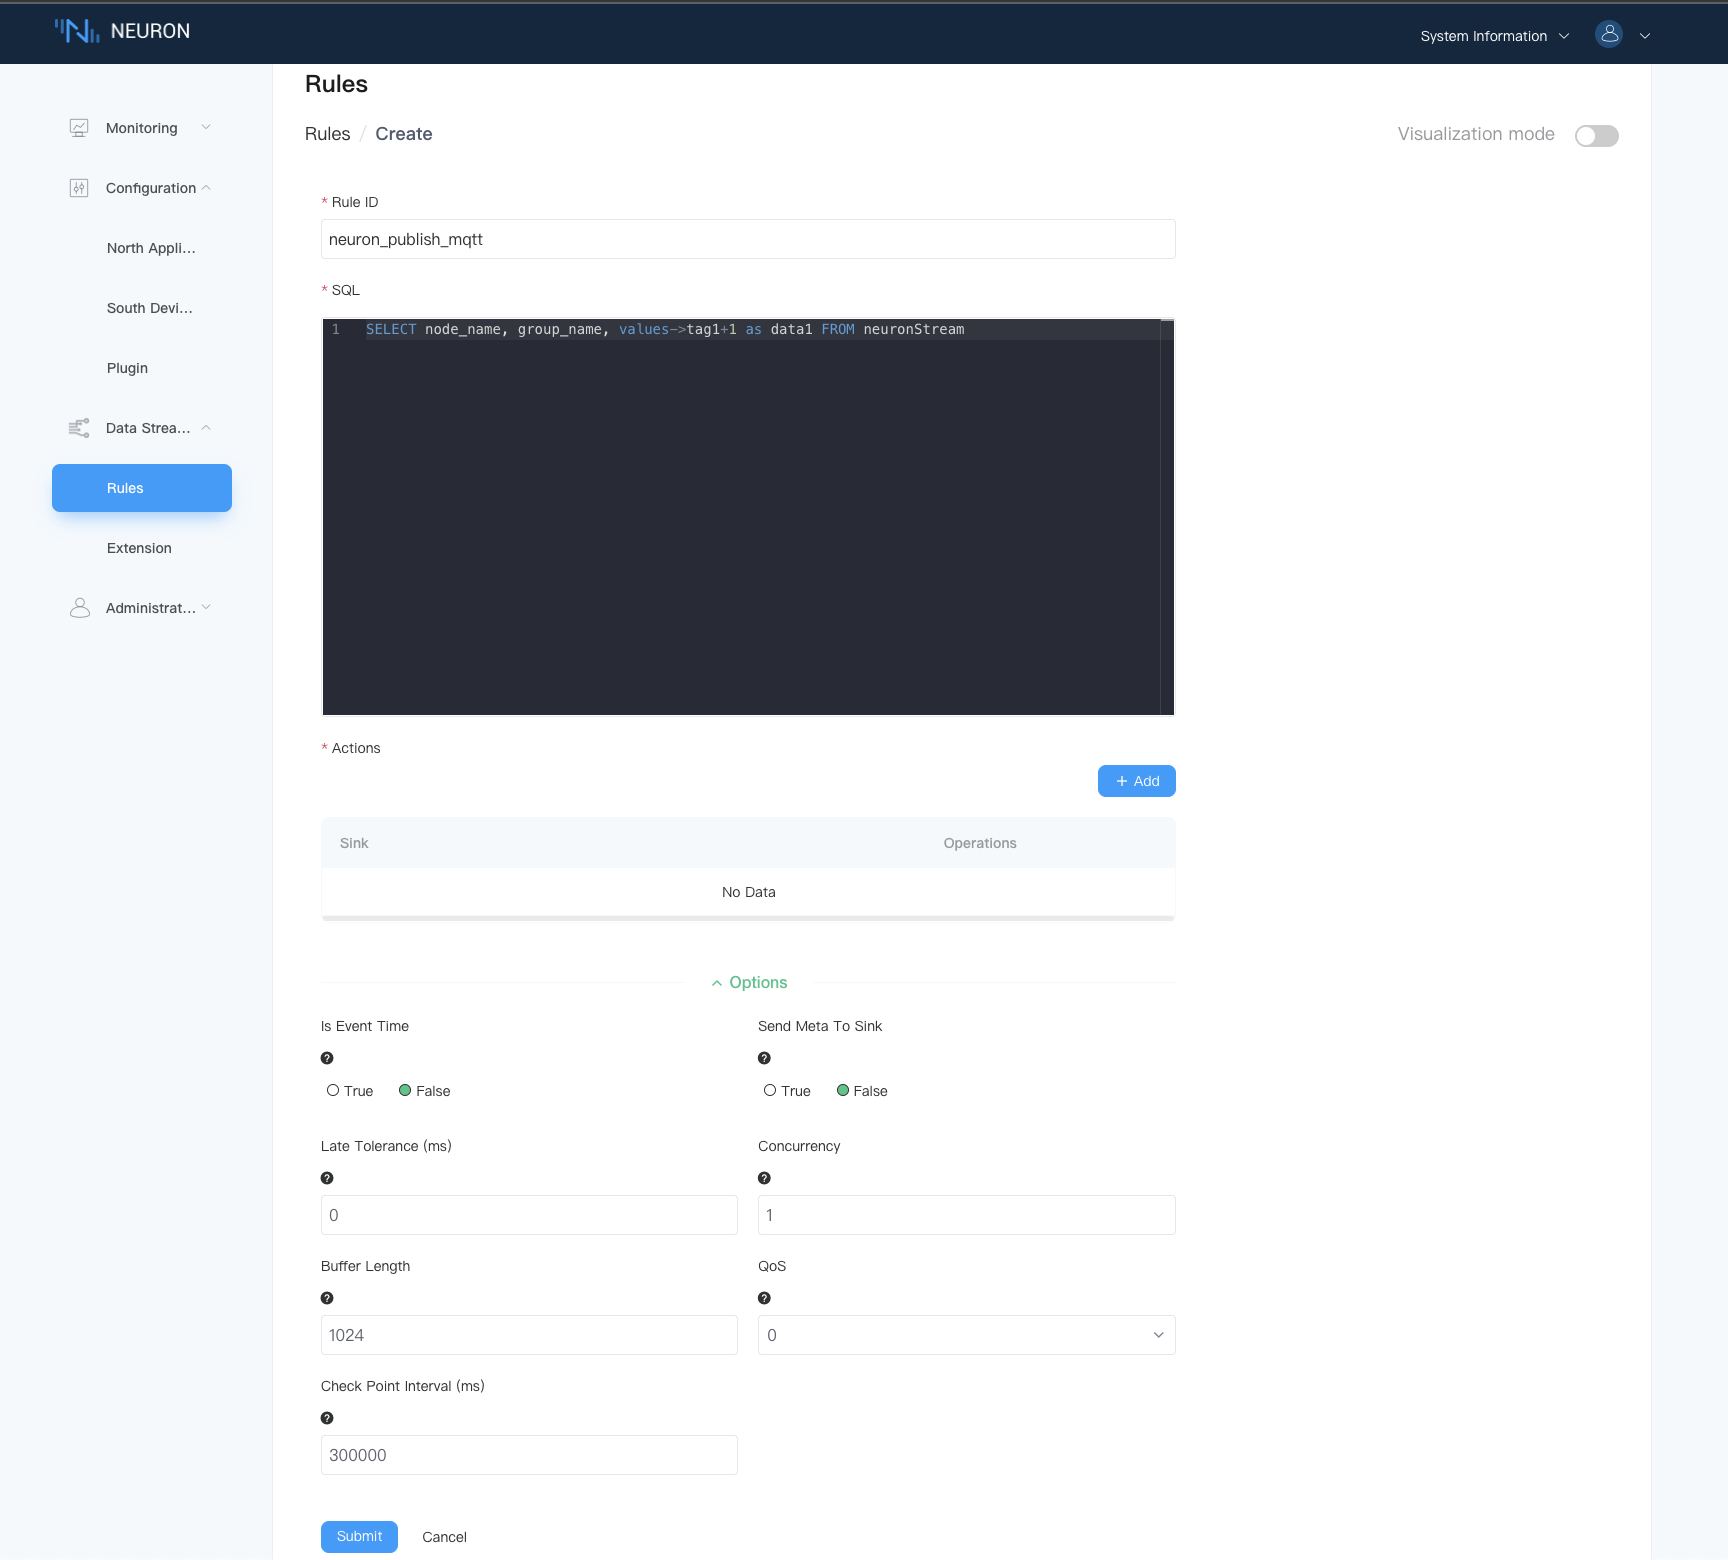 NEURON
System Information
Monitoring
Configuration
North Appli...
South Devi...
Plugin
Data Strea...
Rules
Extension
Administrat...
Rules
Rules / Create
Visualization mode
* Rule ID
neuron_publish_mqtt
* SQL
1 SELECT node_name, group_name, values->tag1+1 as data1 FROM neuronStream
* Actions
+ Add
Sink Operations
No Data
Options
Is Event Time Send Meta To Sink
? ?
True False True False
Late Tolerance (ms) Concurrency
? ?
0 1
Buffer Length QoS
? ?
1024 0
Check Point Interval (ms)
?
300000
Submit Cancel